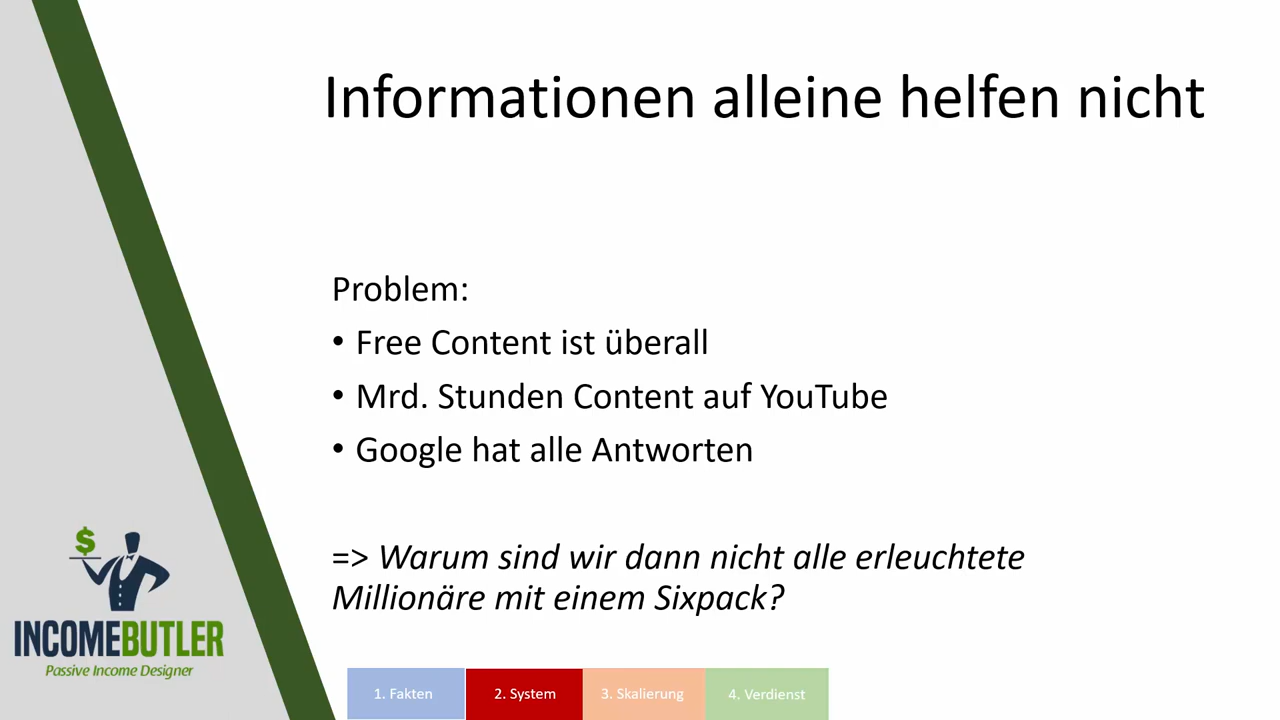 Informationen alleine helfen nicht
Problem:
• Free Content ist überall
• Mrd. Stunden Content auf YouTube
• Google hat alle Antworten
=> Warum sind wir dann nicht alle erleuchtete
Millionäre mit einem Sixpack?
$
INCOMEBUTLER
Passive Income Designer
1. Fakten
2. System
3. Skalierung
4. Verdienst